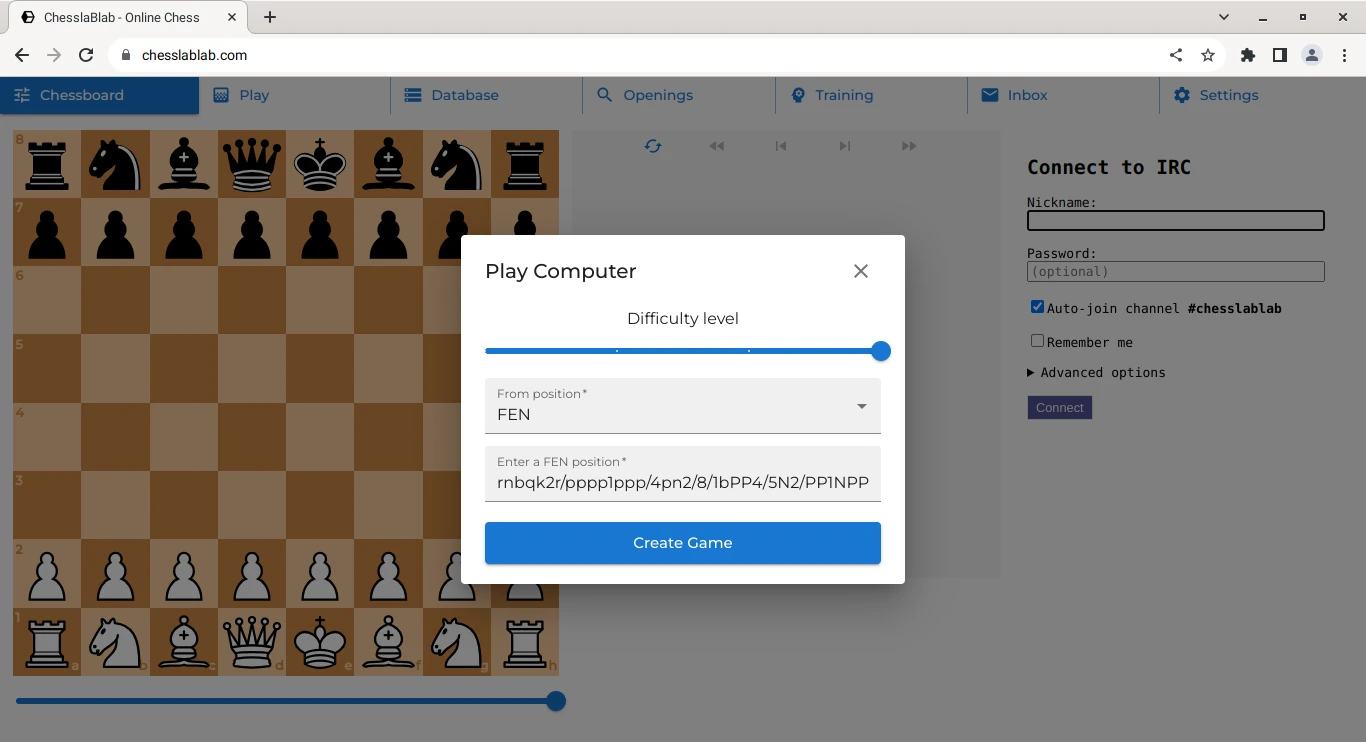 ChesslaBlab - Online Chess
chesslablab.com
Chessboard
Play
Database
Openings
Training
Inbox
Settings
8
7
6
5
4
3
2
1
a
b
c
d
e
f
g
h
Play Computer
Difficulty level
From position*
FEN
Enter a FEN position*
rnbqk2r/pppp1ppp/4pn2/8/1bPP4/5N2/PP1NPP
Create Game
Connect to IRC
Nickname:
Password:
(optional)
Auto-join channel #chesslablab
Remember me
Advanced options
Connect